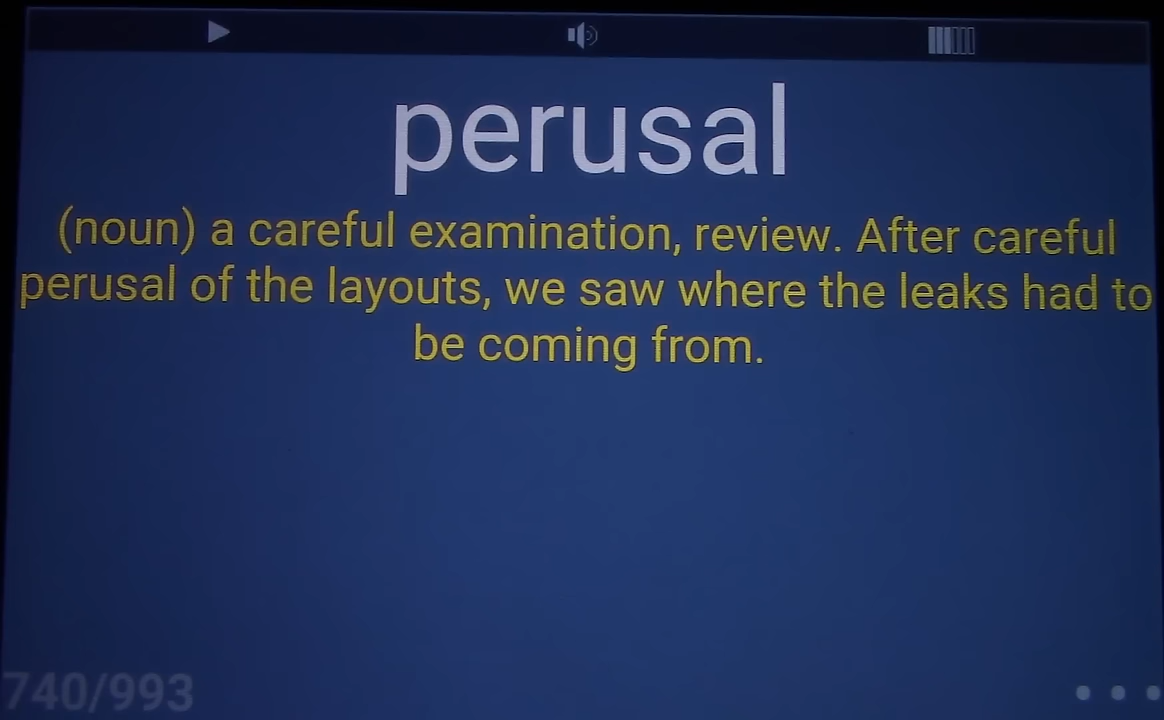 perusal
(noun) a careful examination, review. After careful
perusal of the layouts, we saw where the leaks had to
be coming from.
740/993